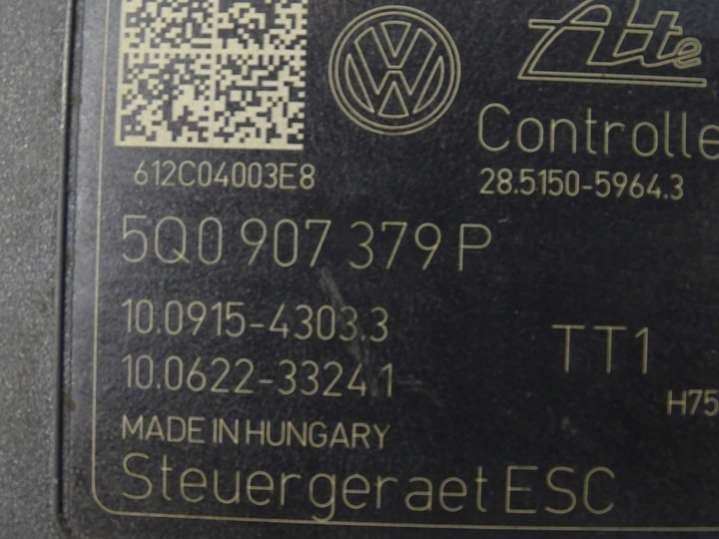 VW
Ate
Controlle
612C04003E8
28.5150-5964.3
5Q0 907 379 P
10.0915-4303.3
10.0622-3324.1
TT1
H75
MADE IN HUNGARY
Steuergeraet ESC